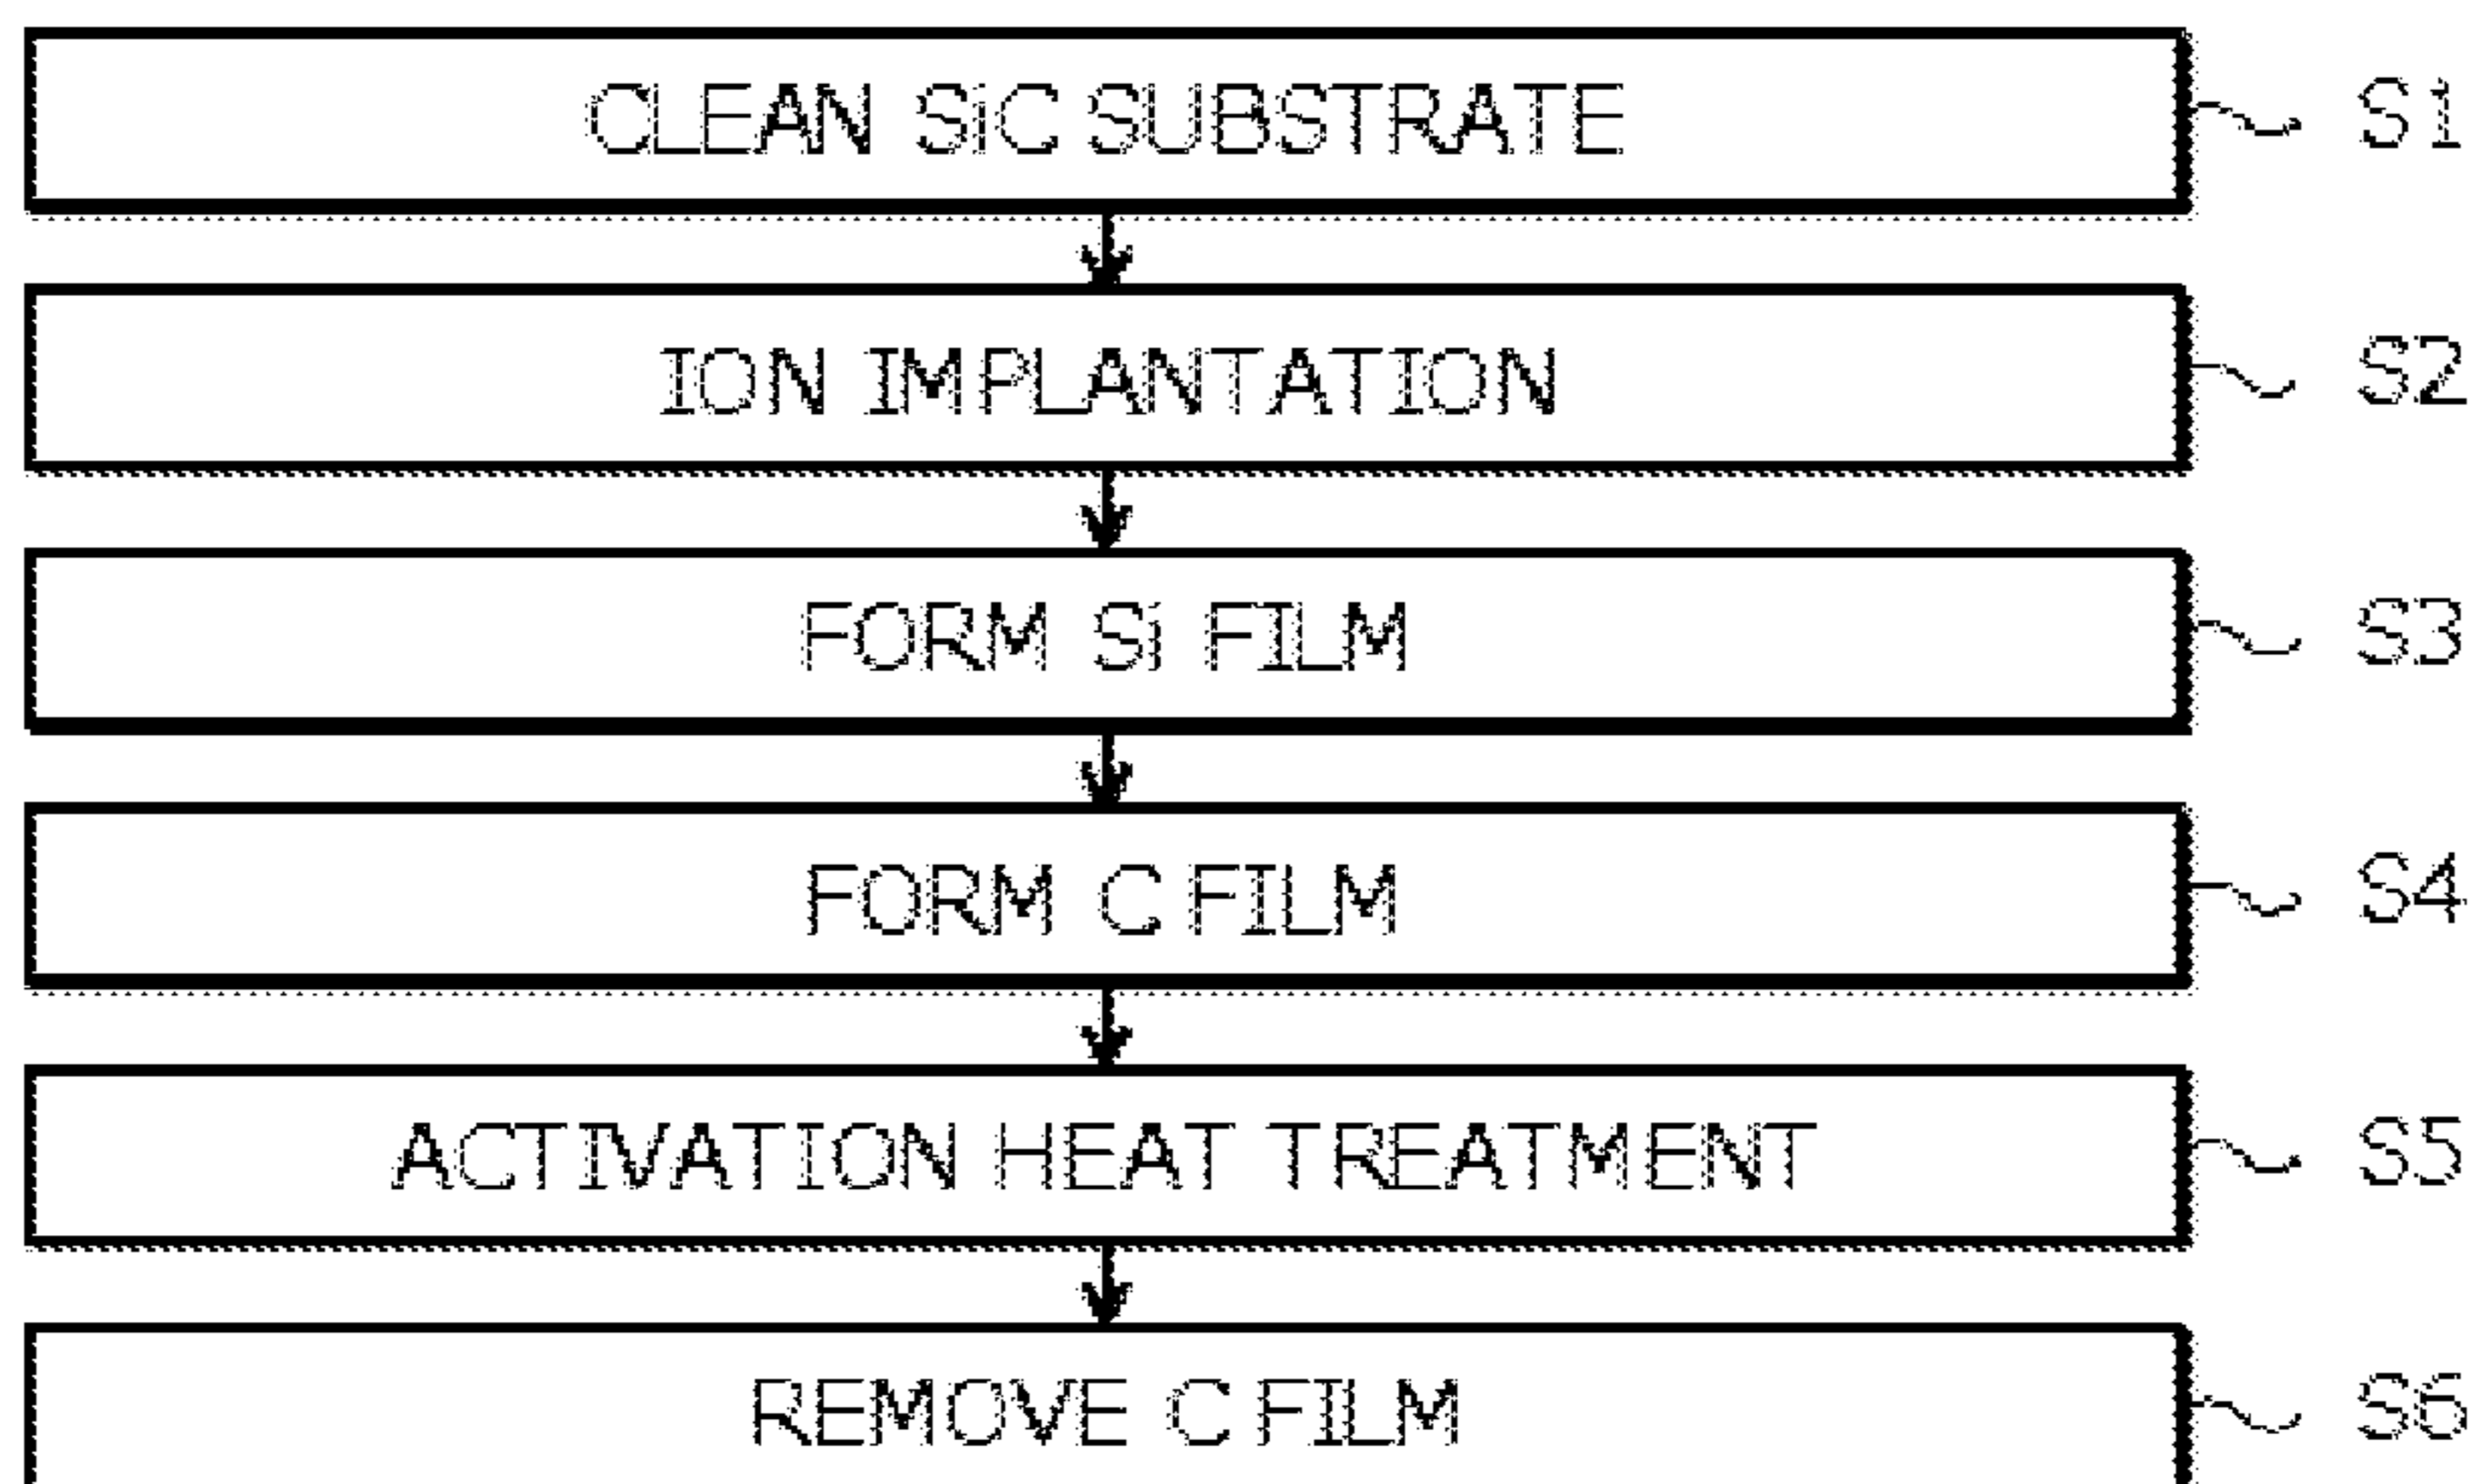 CLEAN SiC SUBSTRATE S1
ION IMPLANTATION S2
FORM Si FILM S3
FORM C FILM S4
ACTIVATION HEAT TREATMENT S5
REMOVE C FILM S6